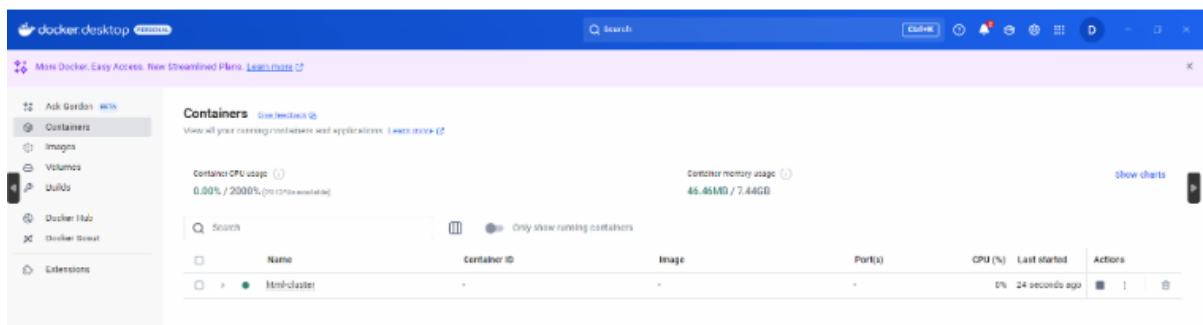 docker.desktop PERSONAL
Search
Ctrl+K
D
More Docker. Easy Access. New Streamlined Plans. Learn more
Ask Gordon BETA
Containers
Images
Volumes
Builds
Docker Hub
Docker Scout
Extensions
Containers Give feedback
View all your running containers and applications. Learn more
Container CPU usage
0.00% / 2000%
Container memory usage
46.46MB / 7.44GB
Show charts
Search
Only show running containers
Name Container ID Image Port(s) CPU (%) Last started Actions
html-cluster - - - 0% 24 seconds ago